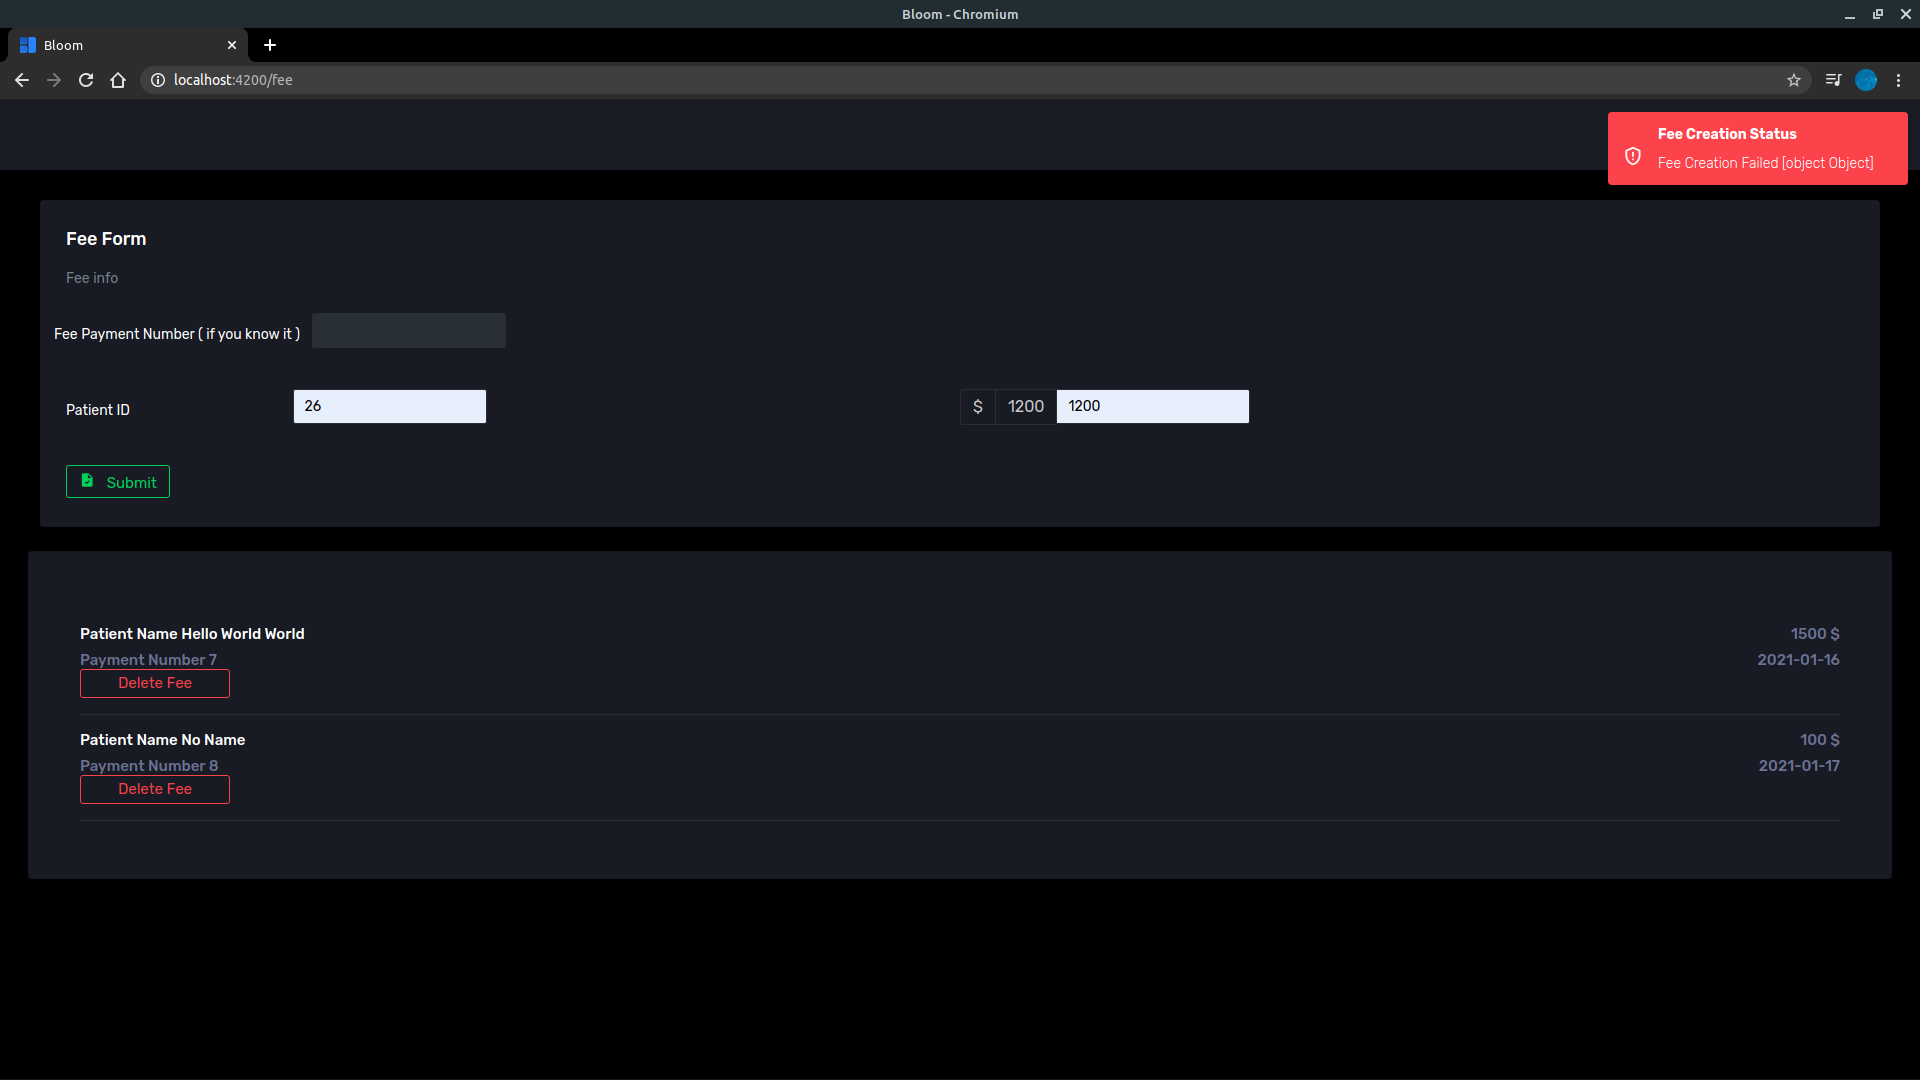 Bloom - Chromium
Bloom
localhost:4200/fee
Fee Creation Status
Fee Creation Failed [object Object]
Fee Form
Fee info
Fee Payment Number ( if you know it )
Patient ID 26 $ 1200 1200
Submit
Patient Name Hello World World 1500 $
Payment Number 7 2021-01-16
Delete Fee
Patient Name No Name 100 $
Payment Number 8 2021-01-17
Delete Fee